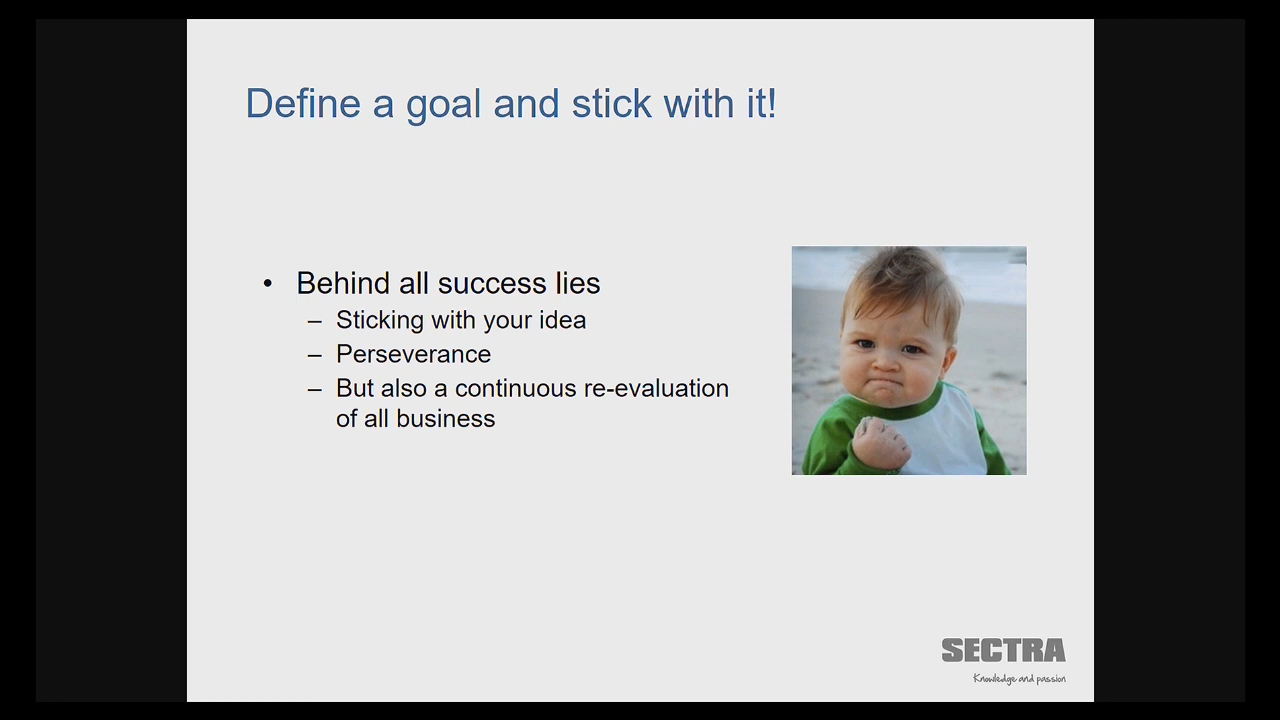 Define a goal and stick with it!
• Behind all success lies
– Sticking with your idea
– Perseverance
– But also a continuous re-evaluation
of all business
SECTRA
Knowledge and passion